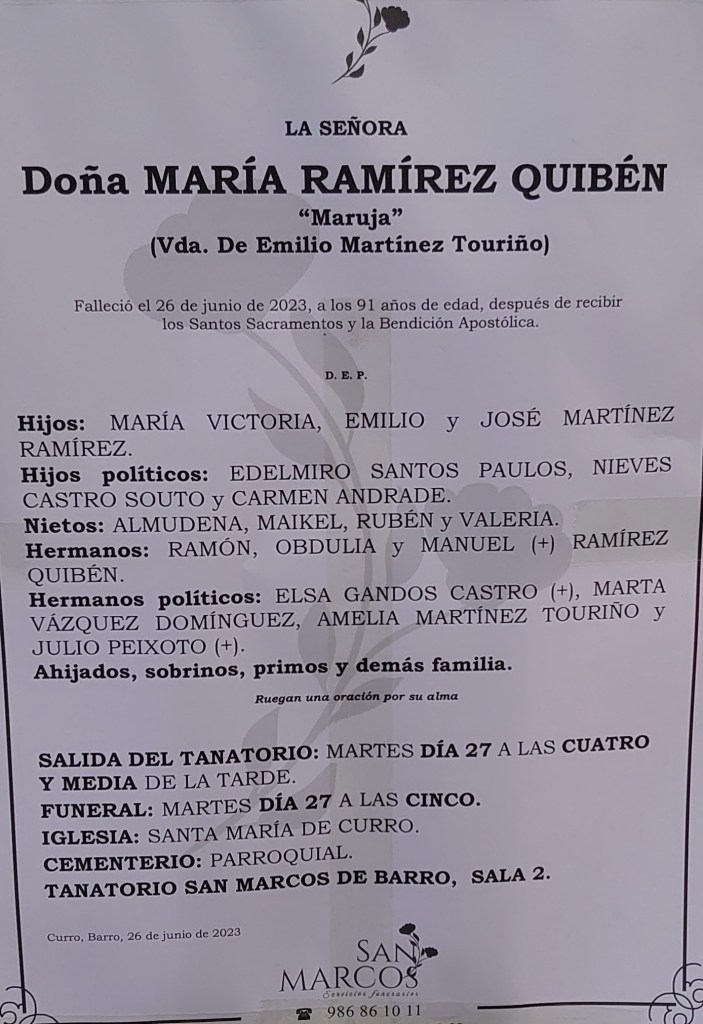 LA SEÑORA
Doña MARÍA RAMÍREZ QUIBÉN
“Maruja”
(Vda. De Emilio Martínez Touriño)
Falleció el 26 de junio de 2023, a los 91 años de edad, después de recibir
los Santos Sacramentos y la Bendición Apostólica.
D. E. P.
Hijos: MARÍA VICTORIA, EMILIO y JOSÉ MARTÍNEZ
RAMÍREZ.
Hijos políticos: EDELMIRO SANTOS PAULOS, NIEVES
CASTRO SOUTO y CARMEN ANDRADE.
Nietos: ALMUDENA, MAIKEL, RUBÉN y VALERIA.
Hermanos: RAMÓN, OBDULIA y MANUEL (+) RAMÍREZ
QUIBÉN.
Hermanos políticos: ELSA GANDOS CASTRO (+), MARTA
VÁZQUEZ DOMÍNGUEZ, AMELIA MARTÍNEZ TOURIÑO y
JULIO PEIXOTO (+).
Ahijados, sobrinos, primos y demás familia.
Ruegan una oración por su alma
SALIDA DEL TANATORIO: MARTES DÍA 27 A LAS CUATRO
Y MEDIA DE LA TARDE.
FUNERAL: MARTES DÍA 27 A LAS CINCO.
IGLESIA: SANTA MARÍA DE CURRO.
CEMENTERIO: PARROQUIAL.
TANATORIO SAN MARCOS DE BARRO, SALA 2.
Curro, Barro, 26 de junio de 2023
SAN
MARCOS
Servicios funerarios
☎ 986 86 10 11